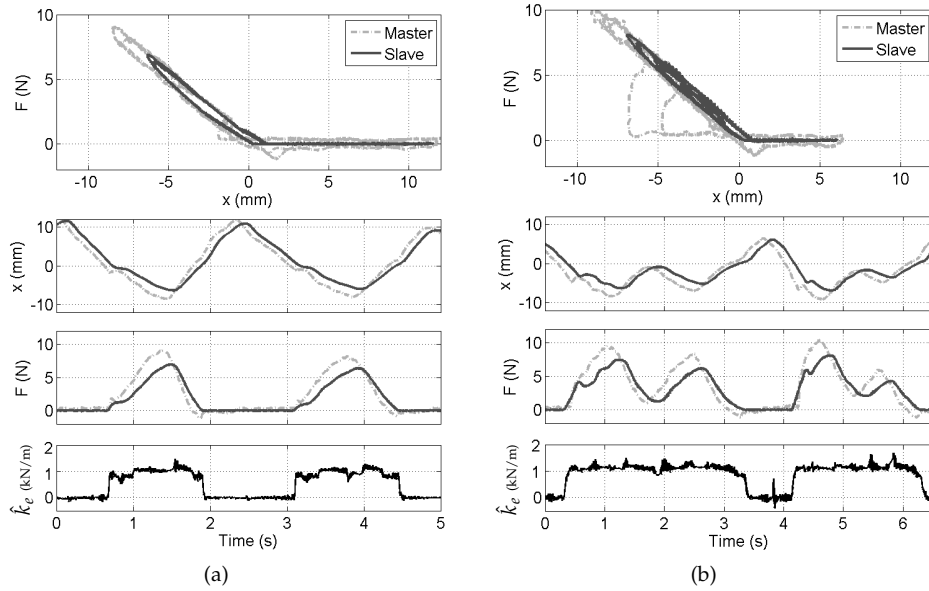 10
5
0
F (N)
-10 -5 0 5 10
x (mm)
Master
Slave
10
0
-10
x (mm)
10
5
0
F (N)
2
1
0
k̂e (kN/m)
0 1 2 3 4 5
Time (s)
(a)
10
5
0
F (N)
-10 -5 0 5 10
x (mm)
Master
Slave
10
0
-10
x (mm)
10
5
0
F (N)
2
1
0
k̂e (kN/m)
0 1 2 3 4 5 6
Time (s)
(b)